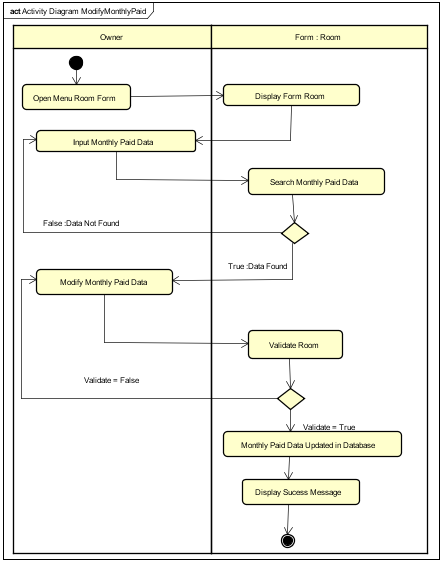 act Activity Diagram ModifyMonthlyPaid
Owner
Form : Room
Open Menu Room Form
Display Form Room
Input Monthly Paid Data
Search Monthly Paid Data
False :Data Not Found
True :Data Found
Modify Monthly Paid Data
Validate Room
Validate = False
Validate = True
Monthly Paid Data Updated in Database
Display Sucess Message